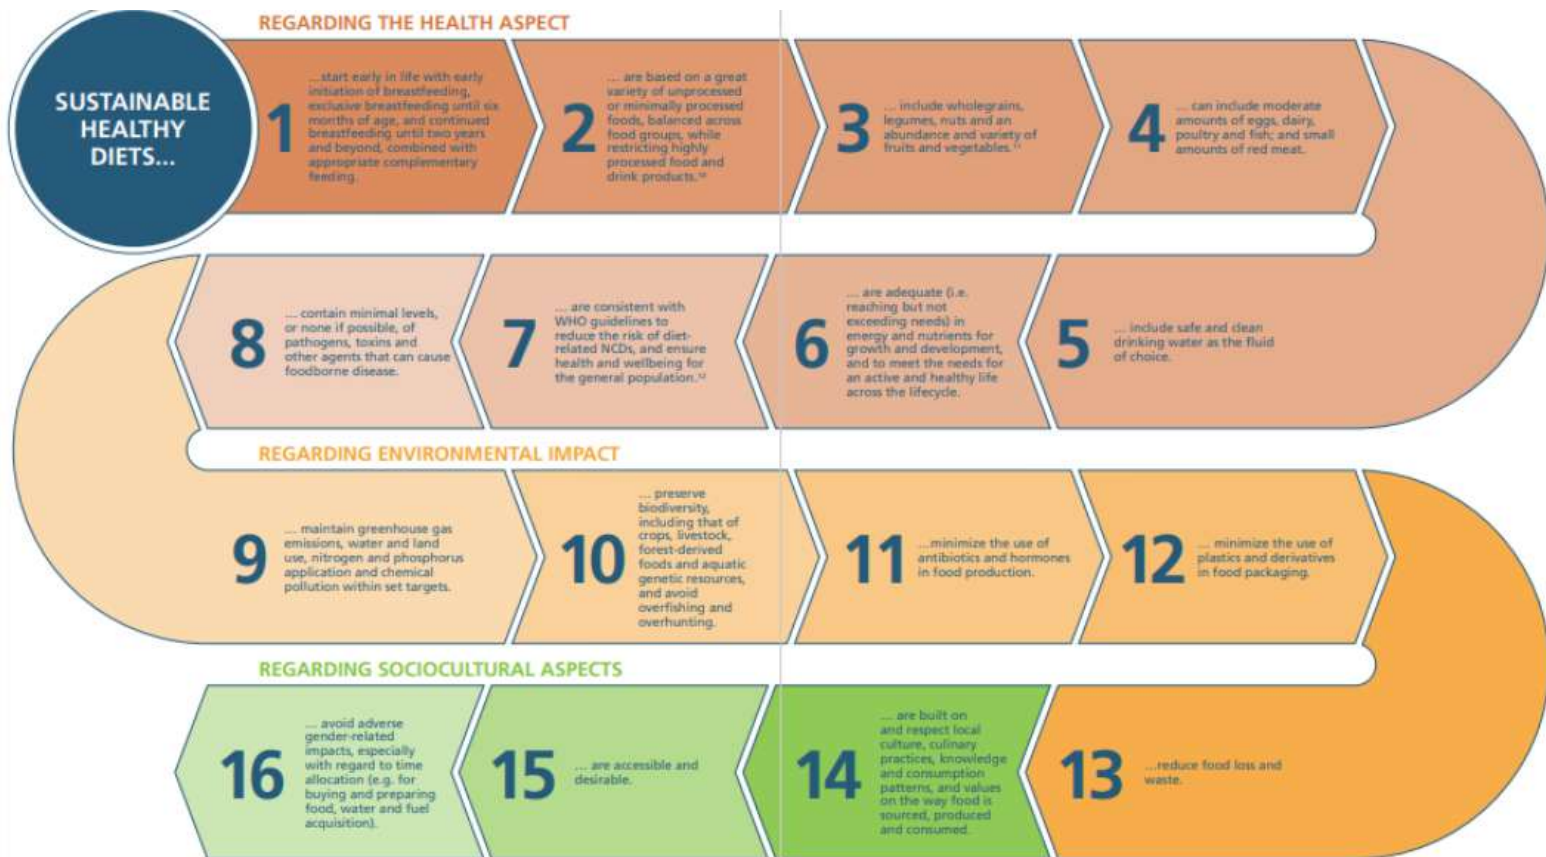 REGARDING THE HEALTH ASPECT
SUSTAINABLE
HEALTHY
DIETS...
1
...start early in life with early
initiation of breastfeeding,
exclusive breastfeeding until six
months of age, and continued
breastfeeding until two years
and beyond, combined with
appropriate complementary
feeding.
2
... are based on a great
variety of unprocessed
or minimally processed
foods, balanced across
food groups, while
restricting highly
processed food and
drink products.¹⁰
3
... include wholegrains,
legumes, nuts and an
abundance and variety of
fruits and vegetables.¹¹
4
... can include moderate
amounts of eggs, dairy,
poultry and fish; and small
amounts of red meat.
5
... include safe and clean
drinking water as the fluid
of choice.
6
... are adequate (i.e.
reaching but not
exceeding needs) in
energy and nutrients for
growth and development,
and to meet the needs for
an active and healthy life
across the lifecycle.
7
... are consistent with
WHO guidelines to
reduce the risk of diet-
related NCDs, and ensure
health and wellbeing for
the general population.¹²
8
... contain minimal levels,
or none if possible, of
pathogens, toxins and
other agents that can cause
foodborne disease.
REGARDING ENVIRONMENTAL IMPACT
9
... maintain greenhouse gas
emissions, water and land
use, nitrogen and phosphorus
application and chemical
pollution within set targets.
10
... preserve
biodiversity,
including that of
crops, livestock,
forest-derived
foods and aquatic
genetic resources,
and avoid
overfishing and
overhunting.
11
...minimize the use of
antibiotics and hormones
in food production.
12
... minimize the use of
plastics and derivatives
in food packaging.
13
...reduce food loss and
waste.
REGARDING SOCIOCULTURAL ASPECTS
14
... are built on
and respect local
culture, culinary
practices, knowledge
and consumption
patterns, and values
on the way food is
sourced, produced
and consumed.
15
... are accessible and
desirable.
16
... avoid adverse
gender-related
impacts, especially
with regard to time
allocation (e.g. for
buying and preparing
food, water and fuel
acquisition).